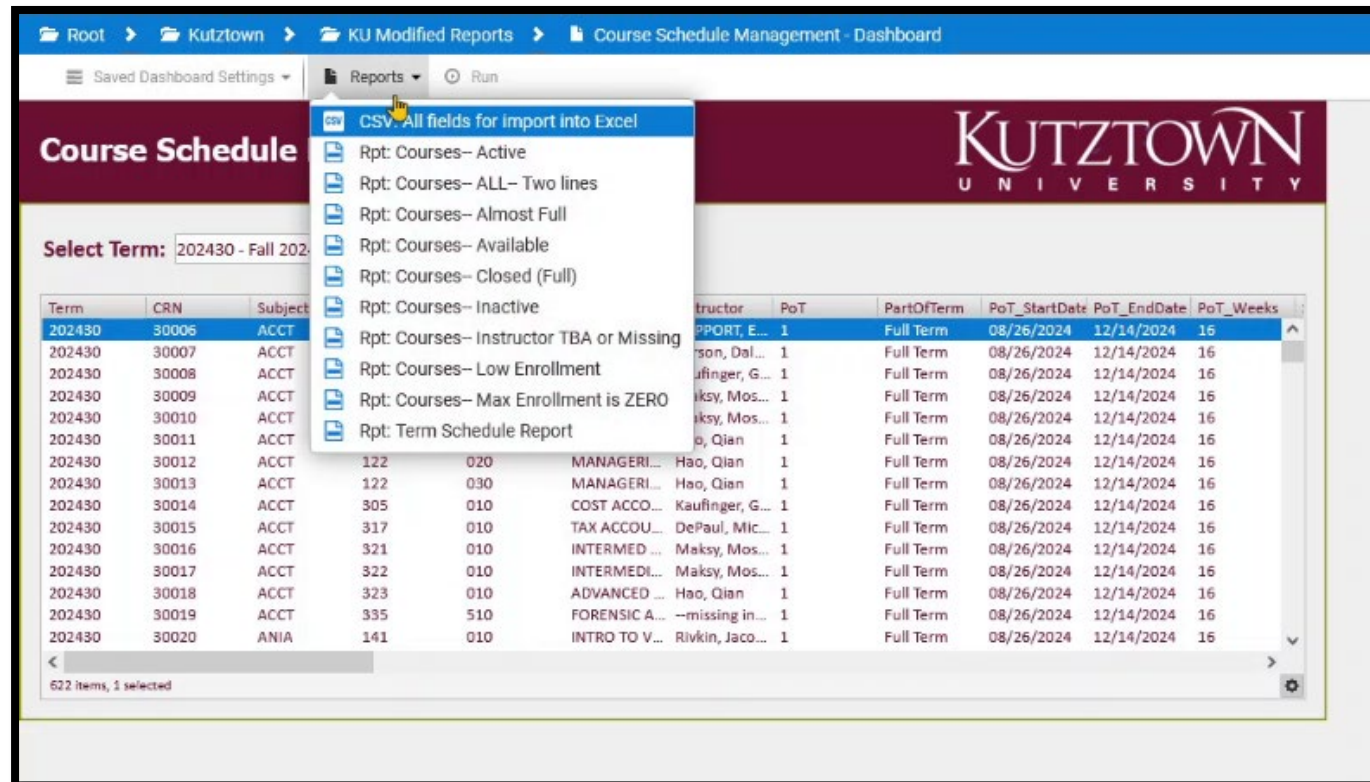 Root Kutztown KU Modified Reports Course Schedule Management - Dashboard
Saved Dashboard Settings Reports Run
CSV CSV: All fields for import into Excel
Rpt: Courses-- Active
Rpt: Courses-- ALL-- Two lines
Rpt: Courses-- Almost Full
Rpt: Courses-- Available
Rpt: Courses-- Closed (Full)
Rpt: Courses-- Inactive
Rpt: Courses-- Instructor TBA or Missing
Rpt: Courses-- Low Enrollment
Rpt: Courses-- Max Enrollment is ZERO
Rpt: Term Schedule Report
Course Schedule
KUTZTOWN
UNIVERSITY
Select Term: 202430 - Fall 202
Term CRN Subject tructor PoT PartOfTerm PoT_StartDate PoT_EndDate PoT_Weeks
202430 30006 ACCT PPORT, E... 1 Full Term 08/26/2024 12/14/2024 16
202430 30007 ACCT rson, Dal... 1 Full Term 08/26/2024 12/14/2024 16
202430 30008 ACCT ufinger, G... 1 Full Term 08/26/2024 12/14/2024 16
202430 30009 ACCT ksy, Mos... 1 Full Term 08/26/2024 12/14/2024 16
202430 30010 ACCT ksy, Mos... 1 Full Term 08/26/2024 12/14/2024 16
202430 30011 ACCT o, Qian 1 Full Term 08/26/2024 12/14/2024 16
202430 30012 ACCT 122 020 MANAGERI... Hao, Qian 1 Full Term 08/26/2024 12/14/2024 16
202430 30013 ACCT 122 030 MANAGERI... Hao, Qian 1 Full Term 08/26/2024 12/14/2024 16
202430 30014 ACCT 305 010 COST ACCO... Kaufinger, G... 1 Full Term 08/26/2024 12/14/2024 16
202430 30015 ACCT 317 010 TAX ACCOU... DePaul, Mic... 1 Full Term 08/26/2024 12/14/2024 16
202430 30016 ACCT 321 010 INTERMED ... Maksy, Mos... 1 Full Term 08/26/2024 12/14/2024 16
202430 30017 ACCT 322 010 INTERMEDI... Maksy, Mos... 1 Full Term 08/26/2024 12/14/2024 16
202430 30018 ACCT 323 010 ADVANCED ... Hao, Qian 1 Full Term 08/26/2024 12/14/2024 16
202430 30019 ACCT 335 510 FORENSIC A... --missing in... 1 Full Term 08/26/2024 12/14/2024 16
202430 30020 ANIA 141 010 INTRO TO V... Rivkin, Jaco... 1 Full Term 08/26/2024 12/14/2024 16
622 items, 1 selected